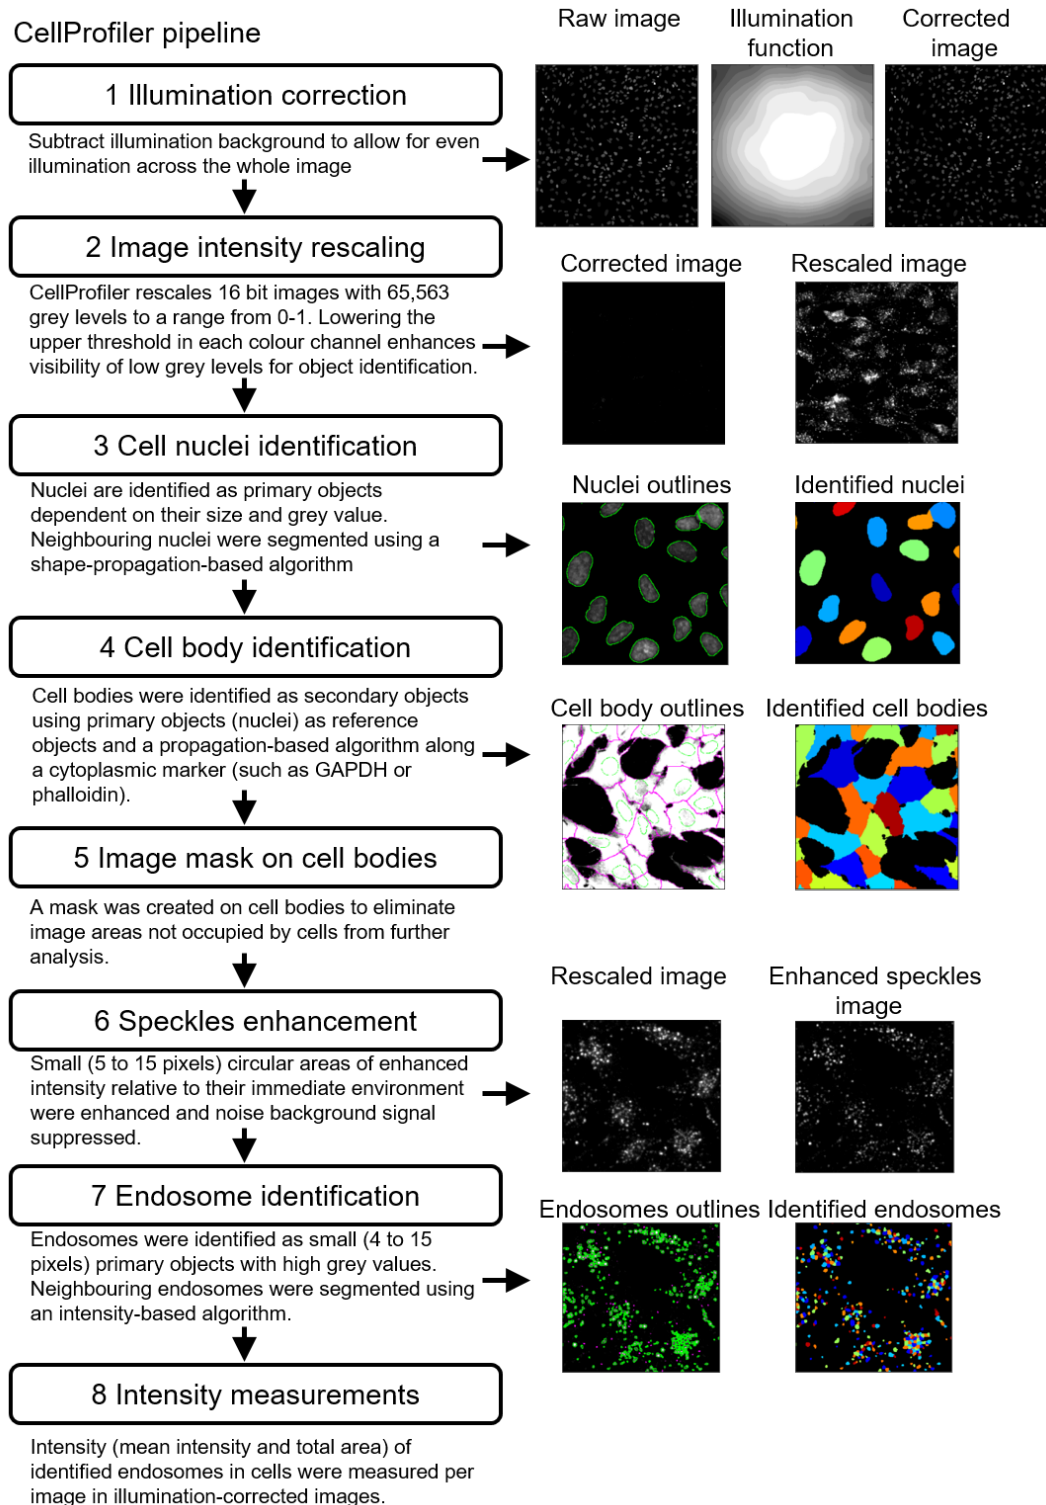 CellProfiler pipeline
Raw image
Illumination
function
Corrected
image
1 Illumination correction
Subtract illumination background to allow for even
illumination across the whole image
2 Image intensity rescaling
Corrected image
Rescaled image
CellProfiler rescales 16 bit images with 65,563
grey levels to a range from 0-1. Lowering the
upper threshold in each colour channel enhances
visibility of low grey levels for object identification.
3 Cell nuclei identification
Nuclei outlines
Identified nuclei
Nuclei are identified as primary objects
dependent on their size and grey value.
Neighbouring nuclei were segmented using a
shape-propagation-based algorithm
4 Cell body identification
Cell body outlines
Identified cell bodies
Cell bodies were identified as secondary objects
using primary objects (nuclei) as reference
objects and a propagation-based algorithm along
a cytoplasmic marker (such as GAPDH or
phalloidin).
5 Image mask on cell bodies
A mask was created on cell bodies to eliminate
image areas not occupied by cells from further
analysis.
Rescaled image
Enhanced speckles
image
6 Speckles enhancement
Small (5 to 15 pixels) circular areas of enhanced
intensity relative to their immediate environment
were enhanced and noise background signal
suppressed.
7 Endosome identification
Endosomes outlines
Identified endosomes
Endosomes were identified as small (4 to 15
pixels) primary objects with high grey values.
Neighbouring endosomes were segmented using
an intensity-based algorithm.
8 Intensity measurements
Intensity (mean intensity and total area) of
identified endosomes in cells were measured per
image in illumination-corrected images.